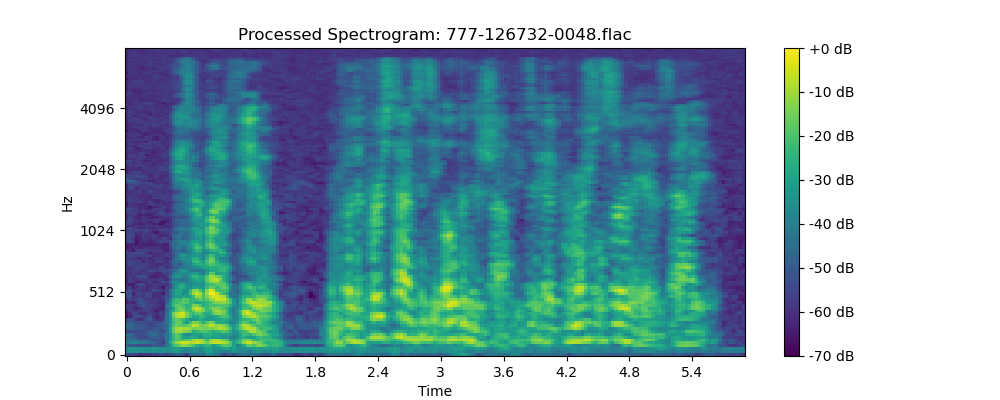 Processed Spectrogram: 777-126732-0048.flac
+0 dB
-10 dB
-20 dB
-30 dB
-40 dB
-50 dB
-60 dB
-70 dB
Hz
4096
2048
1024
512
0
0 0.6 1.2 1.8 2.4 3 3.6 4.2 4.8 5.4
Time